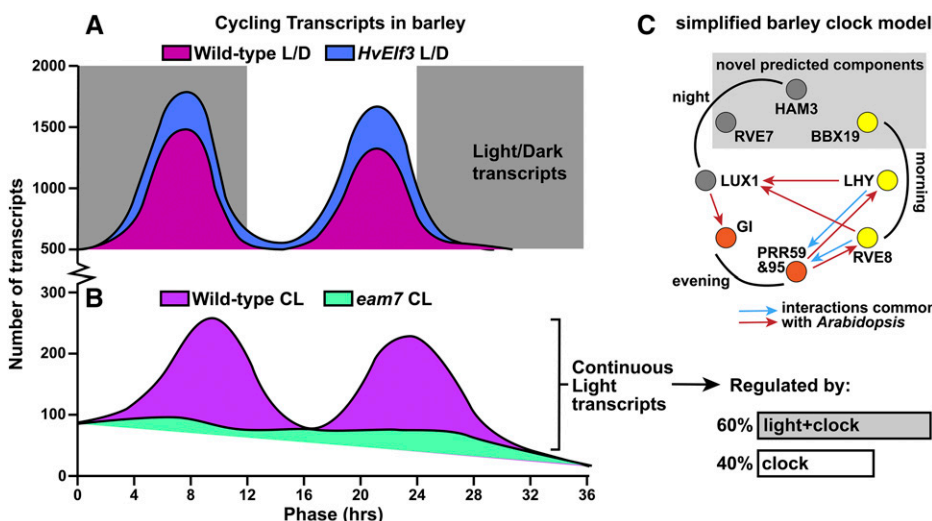 A
Cycling Transcripts in barley
Wild-type L/D
HvElf3 L/D
2000
1500
1000
500
Light/Dark
transcripts
Number of transcripts
B
Wild-type CL
eam7 CL
300
200
100
0
0 4 8 12 16 20 24 28 32 36
Phase (hrs)
Continuous
Light
transcripts
C
simplified barley clock model
novel predicted components
night
HAM3
RVE7
BBX19
LUX1
LHY
morning
GI
PRR59
&95
RVE8
evening
interactions common
with Arabidopsis
Regulated by:
60% light+clock
40% clock